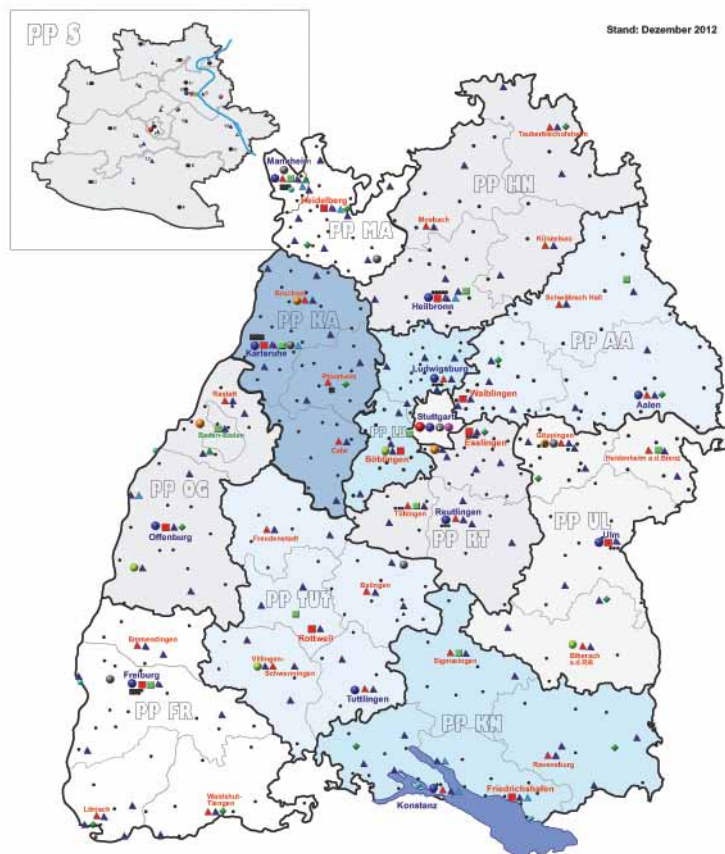 PP S
Stand: Dezember 2012
Tauberbischofsheim
Mannheim
PP HN
Heidelberg
PP MA
Mosbach
Künzelsau
Bruchsal
Schwäbisch Hall
Heilbronn
PP KA
PP AA
Karlsruhe
Ludwigsburg
Pforzheim
Waiblingen
Rastatt
Aalen
Stuttgart
Baden-Baden
PP LU
Esslingen
Göppingen
Calw
Böblingen
Heidenheim a.d.Brenz
PP OG
Tübingen
Reutlingen
PP UL
Offenburg
Freudenstadt
PP RT
Ulm
Balingen
PP TUT
Emmendingen
Rottweil
Sigmaringen
Biberach
a.d.Riß
Freiburg
Villingen-
Schwenningen
Tuttlingen
PP FR
PP KN
Ravensburg
Lörrach
Waldshut-
Tiengen
Konstanz
Friedrichshafen